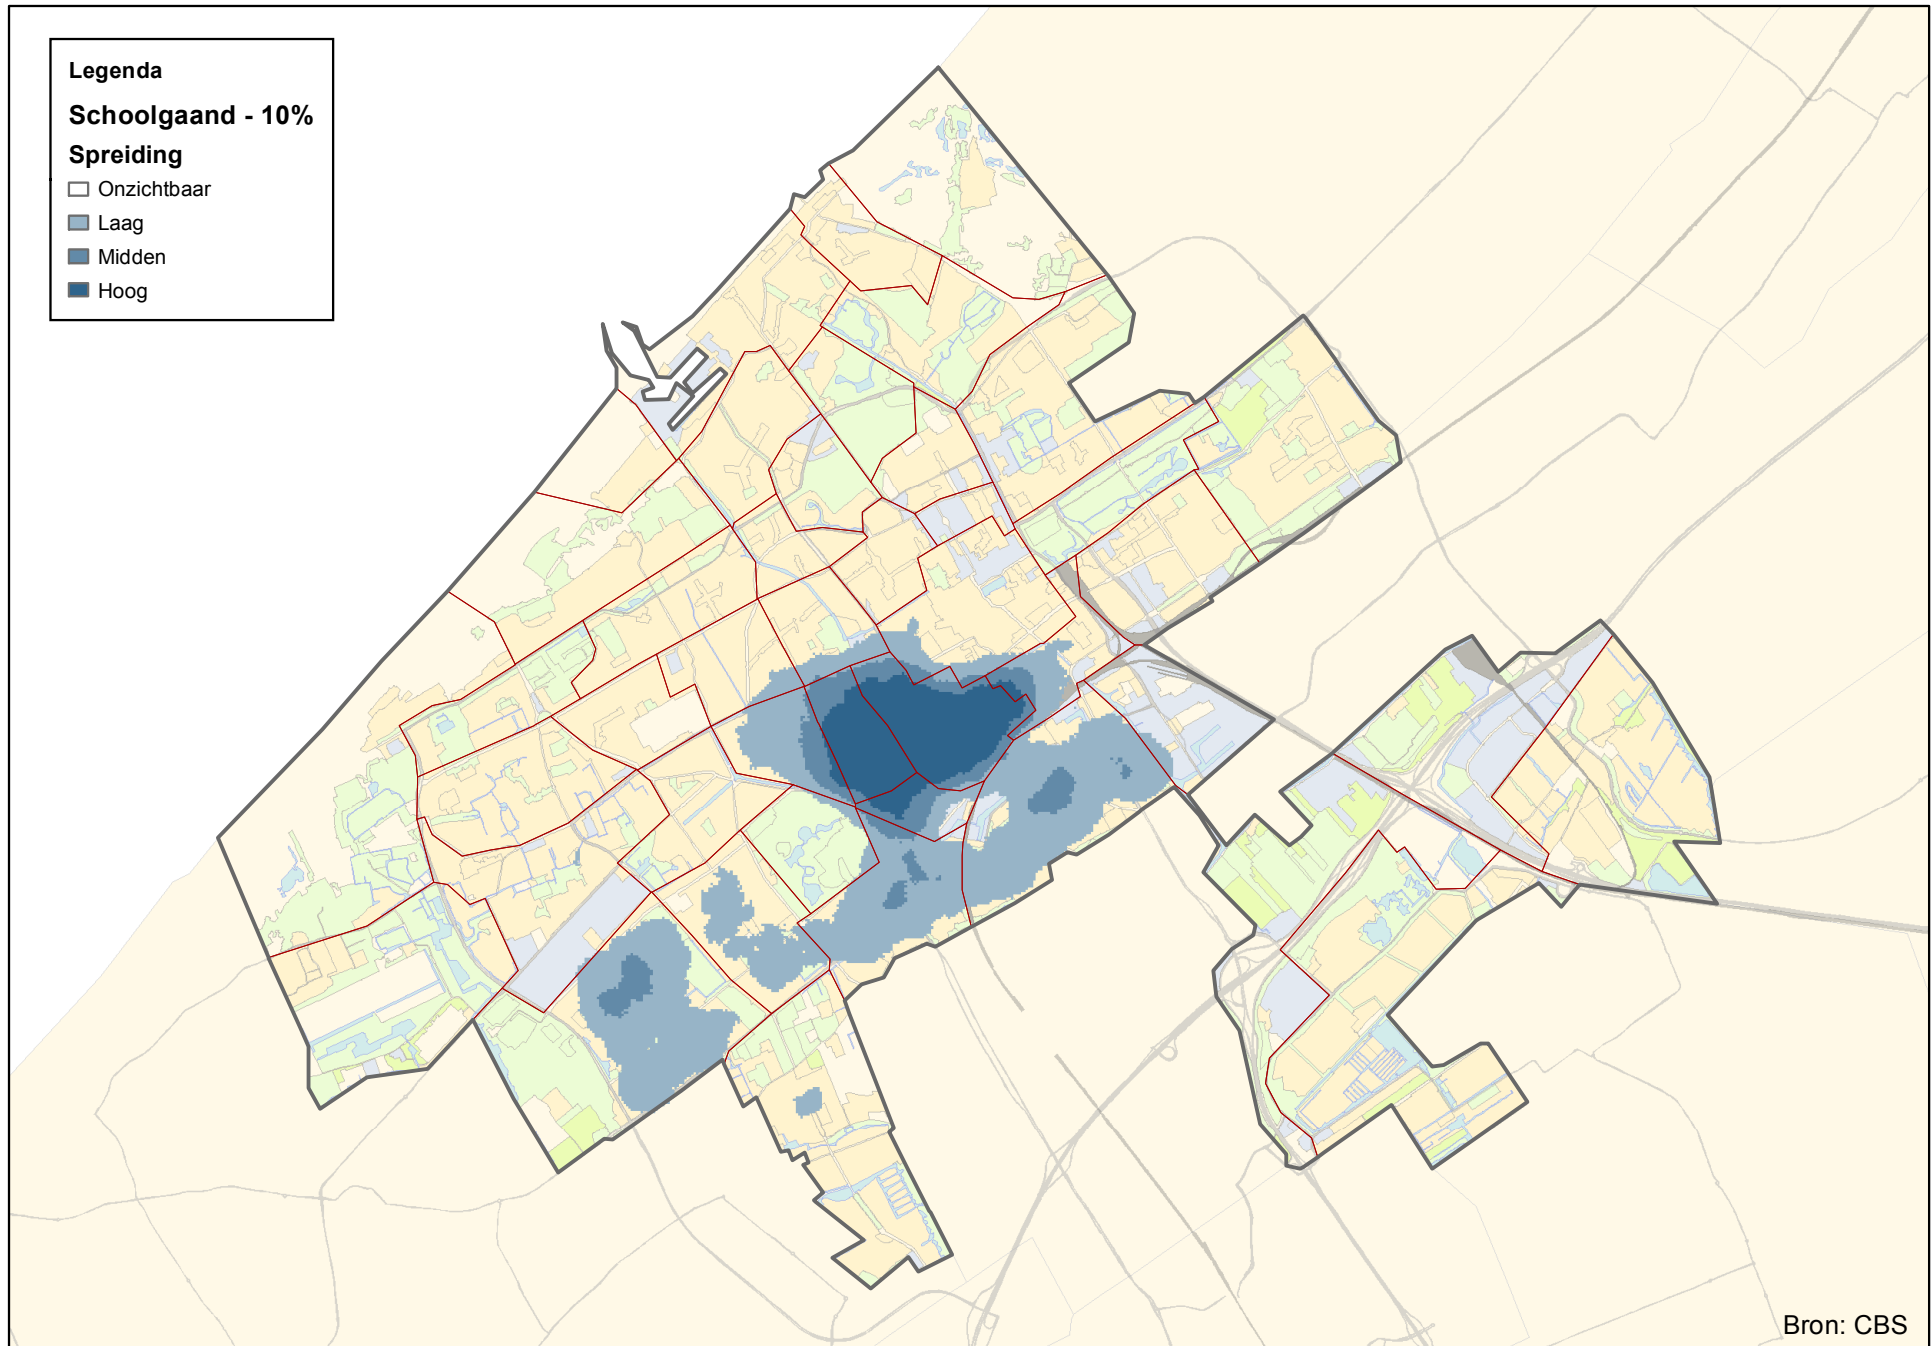 Legenda
Schoolgaand - 10%
Spreiding
Onzichtbaar
Laag
Midden
Hoog
Bron: CBS